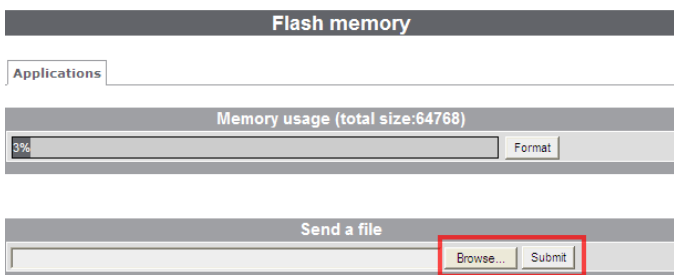 Flash memory
Applications
Memory usage (total size:64768)
3% Format
Send a file
Browse... Submit